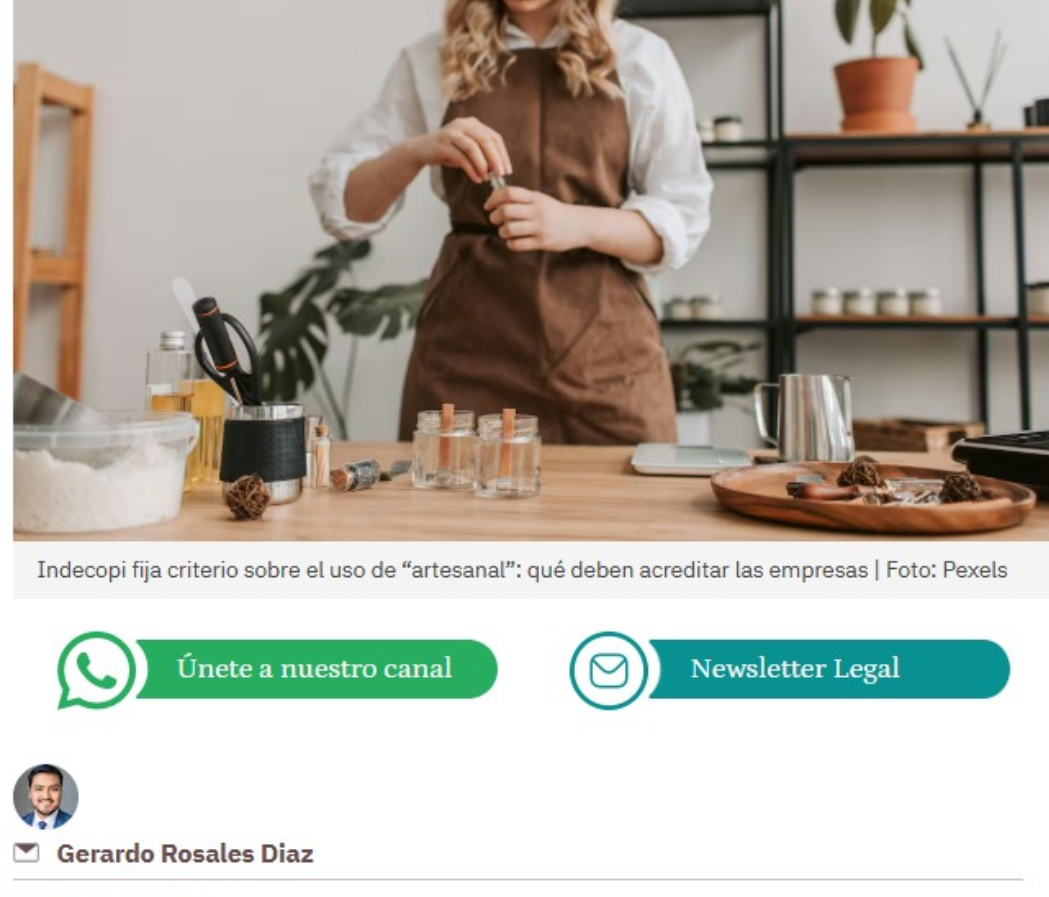 Indecopi fija criterio sobre el uso de “artesanal”: qué deben acreditar las empresas | Foto: Pexels
Únete a nuestro canal
Newsletter Legal
Gerardo Rosales Diaz